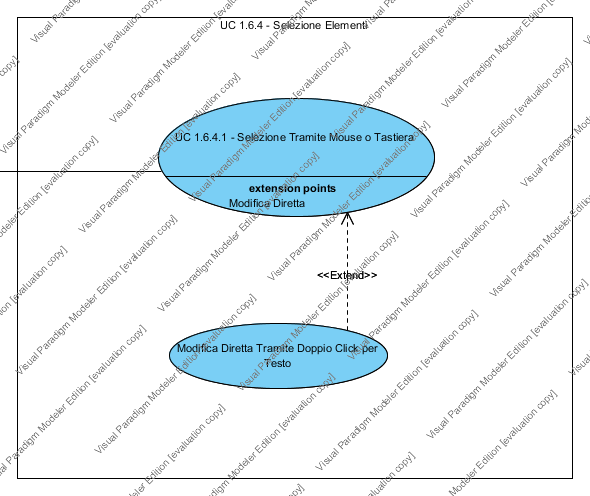 UC 1.6.4 - Selezione Elementi
UC 1.6.4.1 - Selezione Tramite Mouse o Tastiera
extension points
Modifica Diretta
<<Extend>>
Modifica Diretta Tramite Doppio Click per
Testo
Visual Paradigm Modeler Edition [evaluation copy]